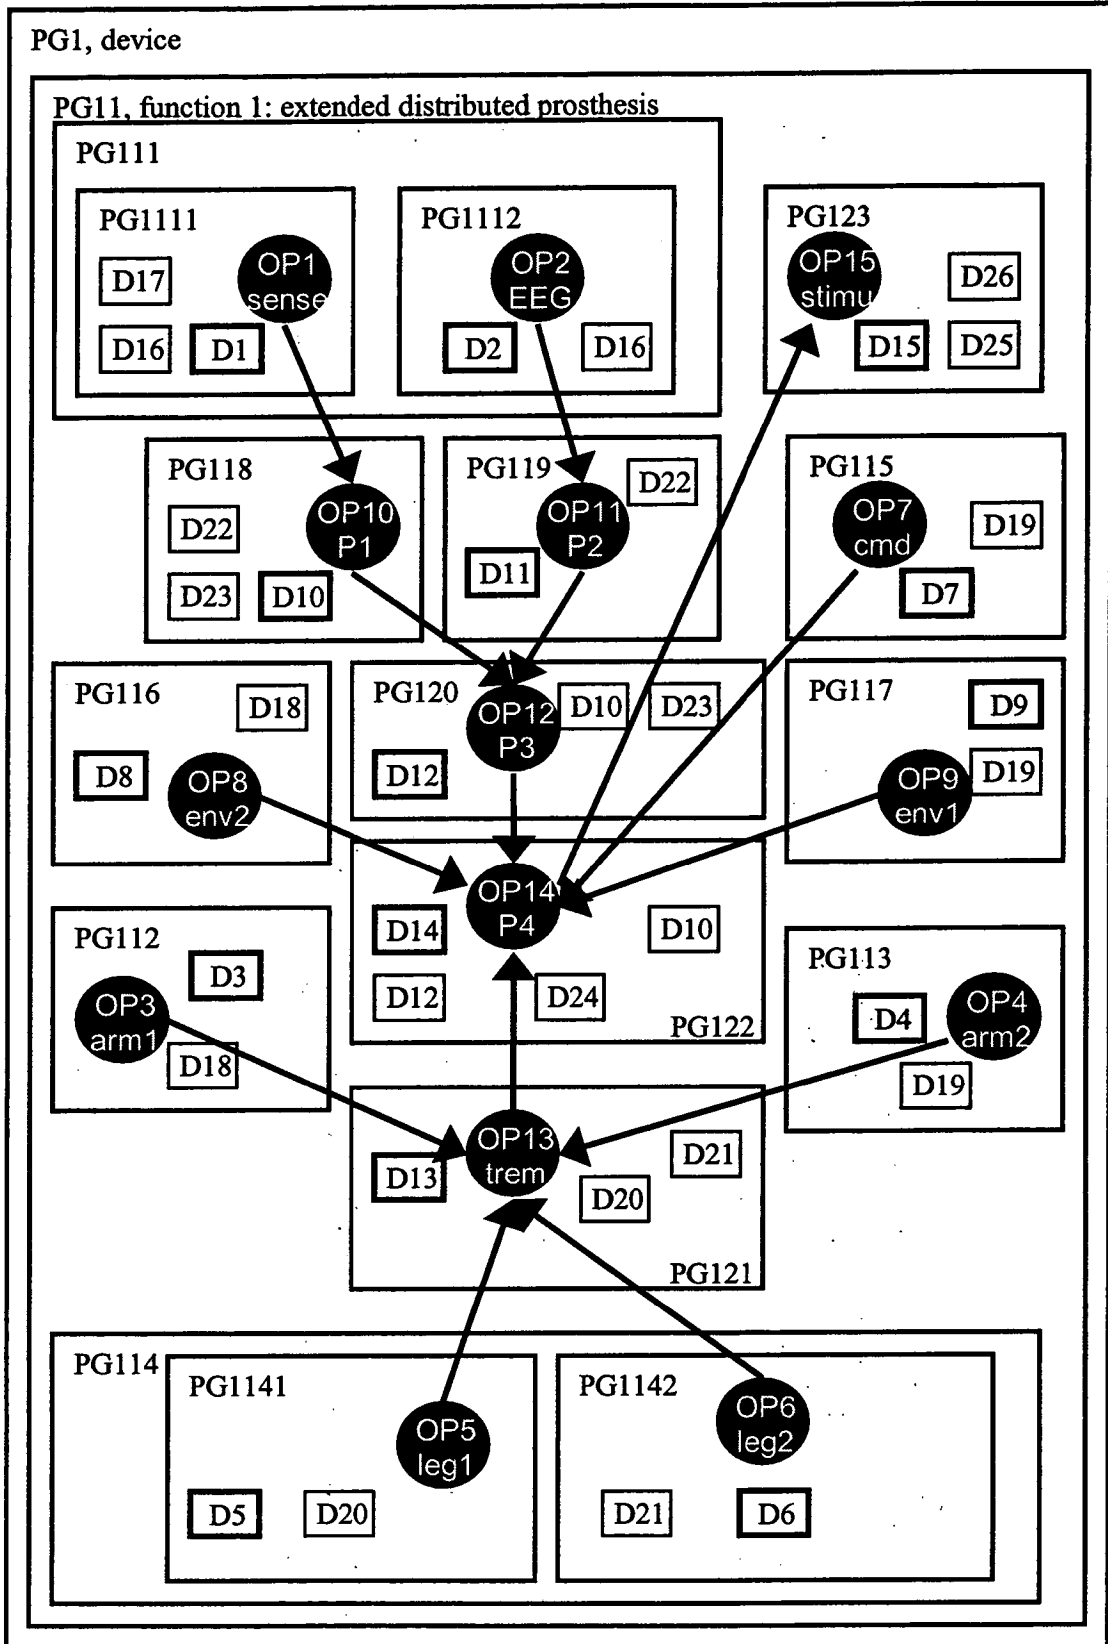 PG1, device
PG11, function 1: extended distributed prosthesis
PG111
PG1111
OP1
sense
D17
D16
D1
PG1112
OP2
EEG
D2
D16
PG123
OP15
stimu
D26
D15
D25
PG118
OP10
P1
D22
D23
D10
PG119
OP11
P2
D22
D11
PG115
OP7
cmd
D19
D7
PG116
D18
D8
OP8
env2
PG120
OP12
P3
D10
D23
D12
PG117
D9
D19
OP9
env1
OP14
P4
D14
D10
D12
D24
PG122
PG112
D3
OP3
arm1
D18
PG113
D4
OP4
arm2
D19
OP13
trem
D13
D21
D20
PG121
PG114
PG1141
OP5
leg1
D5
D20
PG1142
OP6
leg2
D21
D6